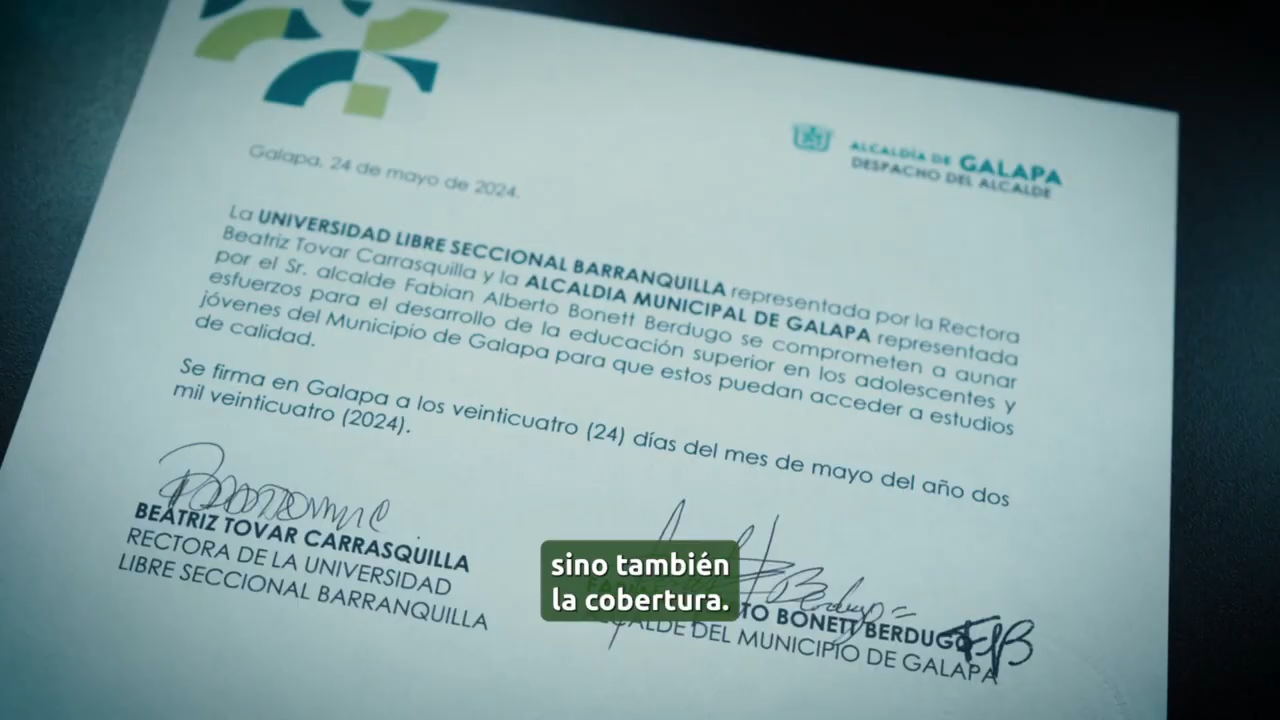 ALCALDÍA DE GALAPA
DESPACHO DEL ALCALDE
Galapa, 24 de mayo de 2024.
La UNIVERSIDAD LIBRE SECCIONAL BARRANQUILLA representada por la Rectora
Beatriz Tovar Carrasquilla y la ALCALDIA MUNICIPAL DE GALAPA representada
por el Sr. alcalde Fabian Alberto Bonett Berdugo se comprometen a aunar
esfuerzos para el desarrollo de la educación superior en los adolescentes y
jóvenes del Municipio de Galapa para que estos puedan acceder a estudios
de calidad.
Se firma en Galapa a los veinticuatro (24) días del mes de mayo del año dos
mil veinticuatro (2024).
BEATRIZ TOVAR CARRASQUILLA
RECTORA DE LA UNIVERSIDAD
LIBRE SECCIONAL BARRANQUILLA
Berdugo
BONETT BERDUGO
DEL MUNICIPIO DE GALAPA
sino también
la cobertura.